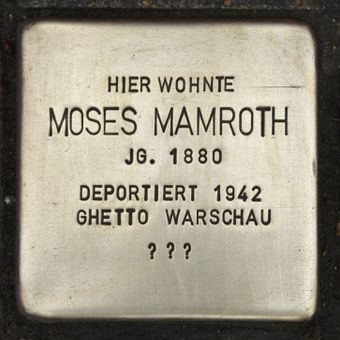 HIER WOHNTE
MOSES MAMROTH
JG. 1880
DEPORTIERT 1942
GHETTO WARSCHAU
???